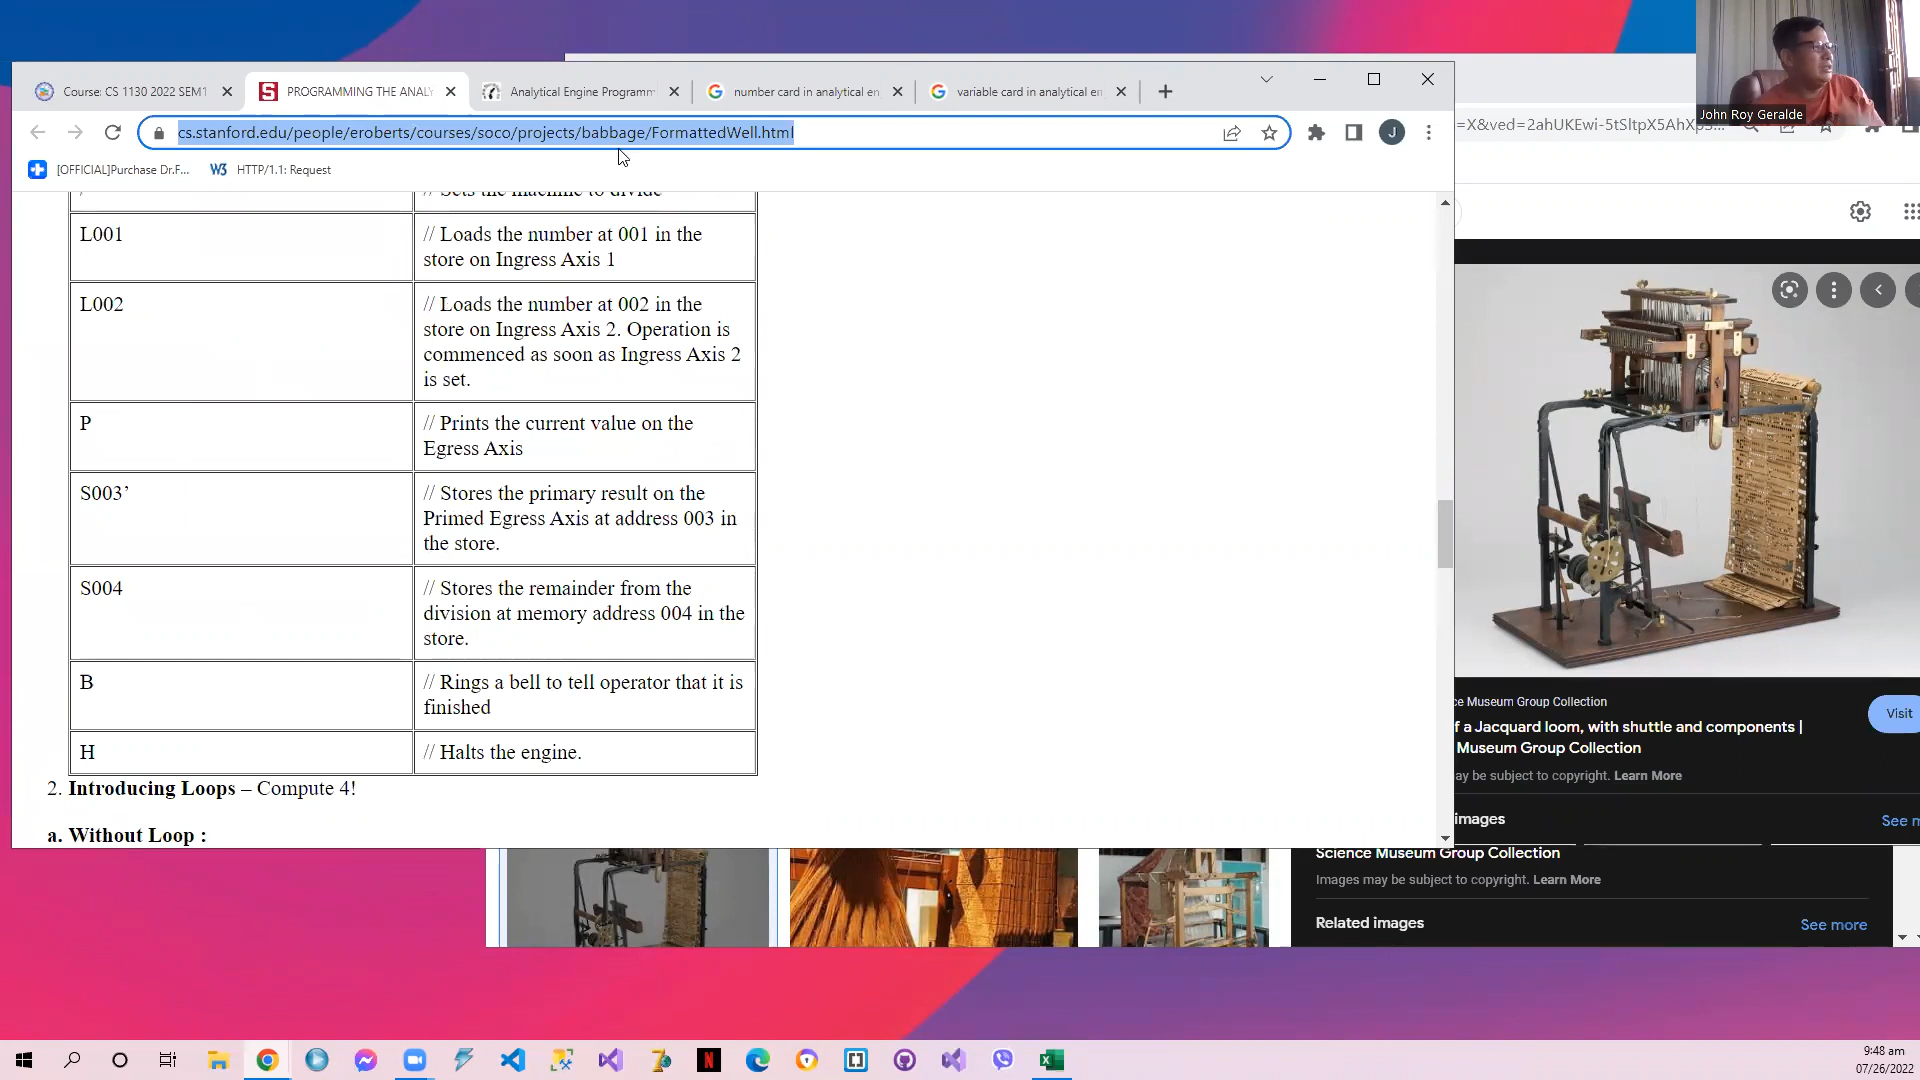 Course: CS 1130 2022 SEM1
PROGRAMMING THE ANALY
Analytical Engine Programm
number card in analytical en
variable card in analytical en
John Roy Geralde
cs.stanford.edu/people/eroberts/courses/soco/projects/babbage/FormattedWell.html
J
=X&ved=2ahUKEwi-5tSltpX5AhXpS...
[OFFICIAL]Purchase Dr.F...
W3 HTTP/1.1: Request
// Sets the machine to divide
L001
// Loads the number at 001 in the
store on Ingress Axis 1
L002
// Loads the number at 002 in the
store on Ingress Axis 2. Operation is
commenced as soon as Ingress Axis 2
is set.
P
// Prints the current value on the
Egress Axis
S003’
// Stores the primary result on the
Primed Egress Axis at address 003 in
the store.
S004
// Stores the remainder from the
division at memory address 004 in the
store.
B
// Rings a bell to tell operator that it is
finished
H
// Halts the engine.
2. Introducing Loops – Compute 4!
a. Without Loop :
ce Museum Group Collection
f a Jacquard loom, with shuttle and components |
Museum Group Collection
Visit
ay be subject to copyright. Learn More
images
See m
Science Museum Group Collection
Images may be subject to copyright. Learn More
Related images
See more
9:48 am
07/26/2022